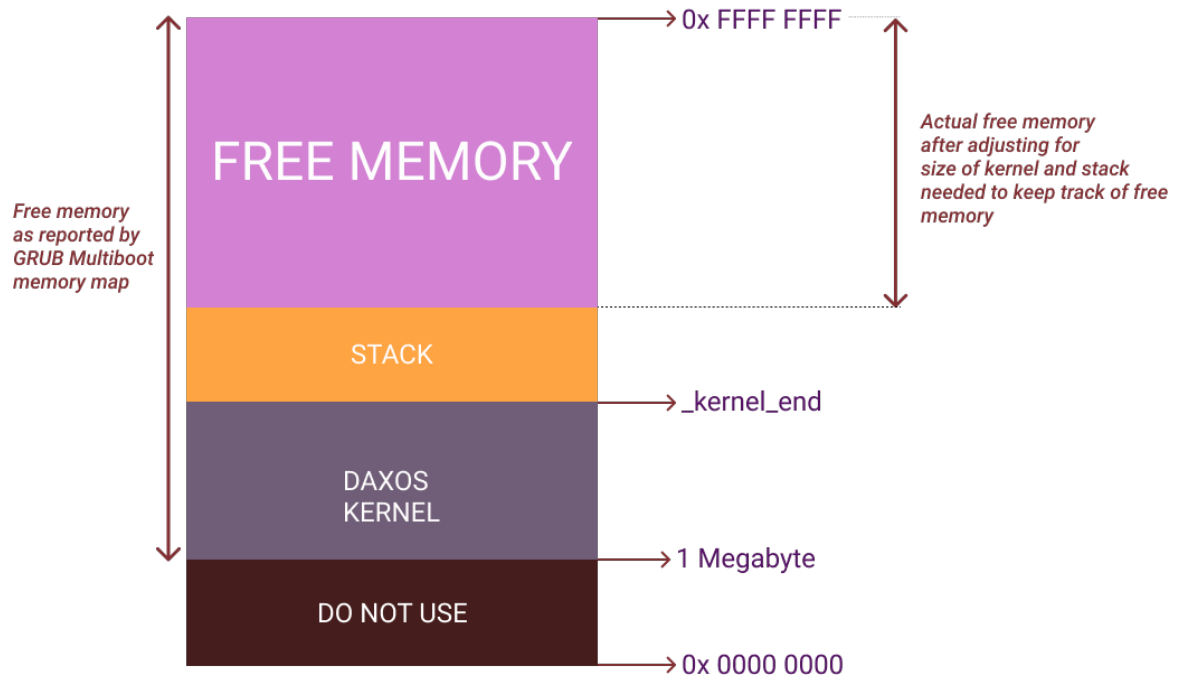 0x FFFF FFFF
Actual free memory
after adjusting for
size of kernel and stack
needed to keep track of free
memory
FREE MEMORY
Free memory
as reported by
GRUB Multiboot
memory map
STACK
_kernel_end
DAXOS
KERNEL
1 Megabyte
DO NOT USE
0x 0000 0000